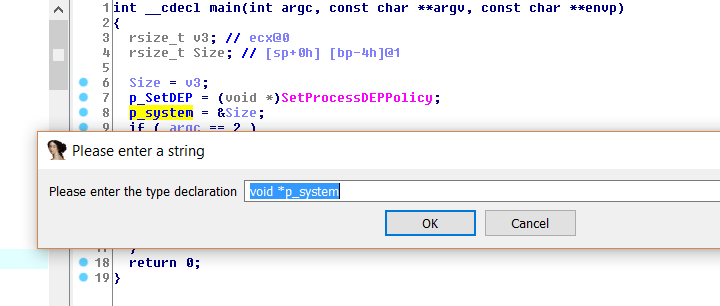 1 int __cdecl main(int argc, const char **argv, const char **envp)
2 {
3 rsize_t v3; // ecx@0
4 rsize_t Size; // [sp+0h] [bp-4h]@1
5
6 Size = v3;
7 p_SetDEP = (void *)SetProcessDEPPolicy;
8 p_system = &Size;
9 if ( argc == 2 )
Please enter a string
Please enter the type declaration void *p_system
OK Cancel
18 return 0;
19 }